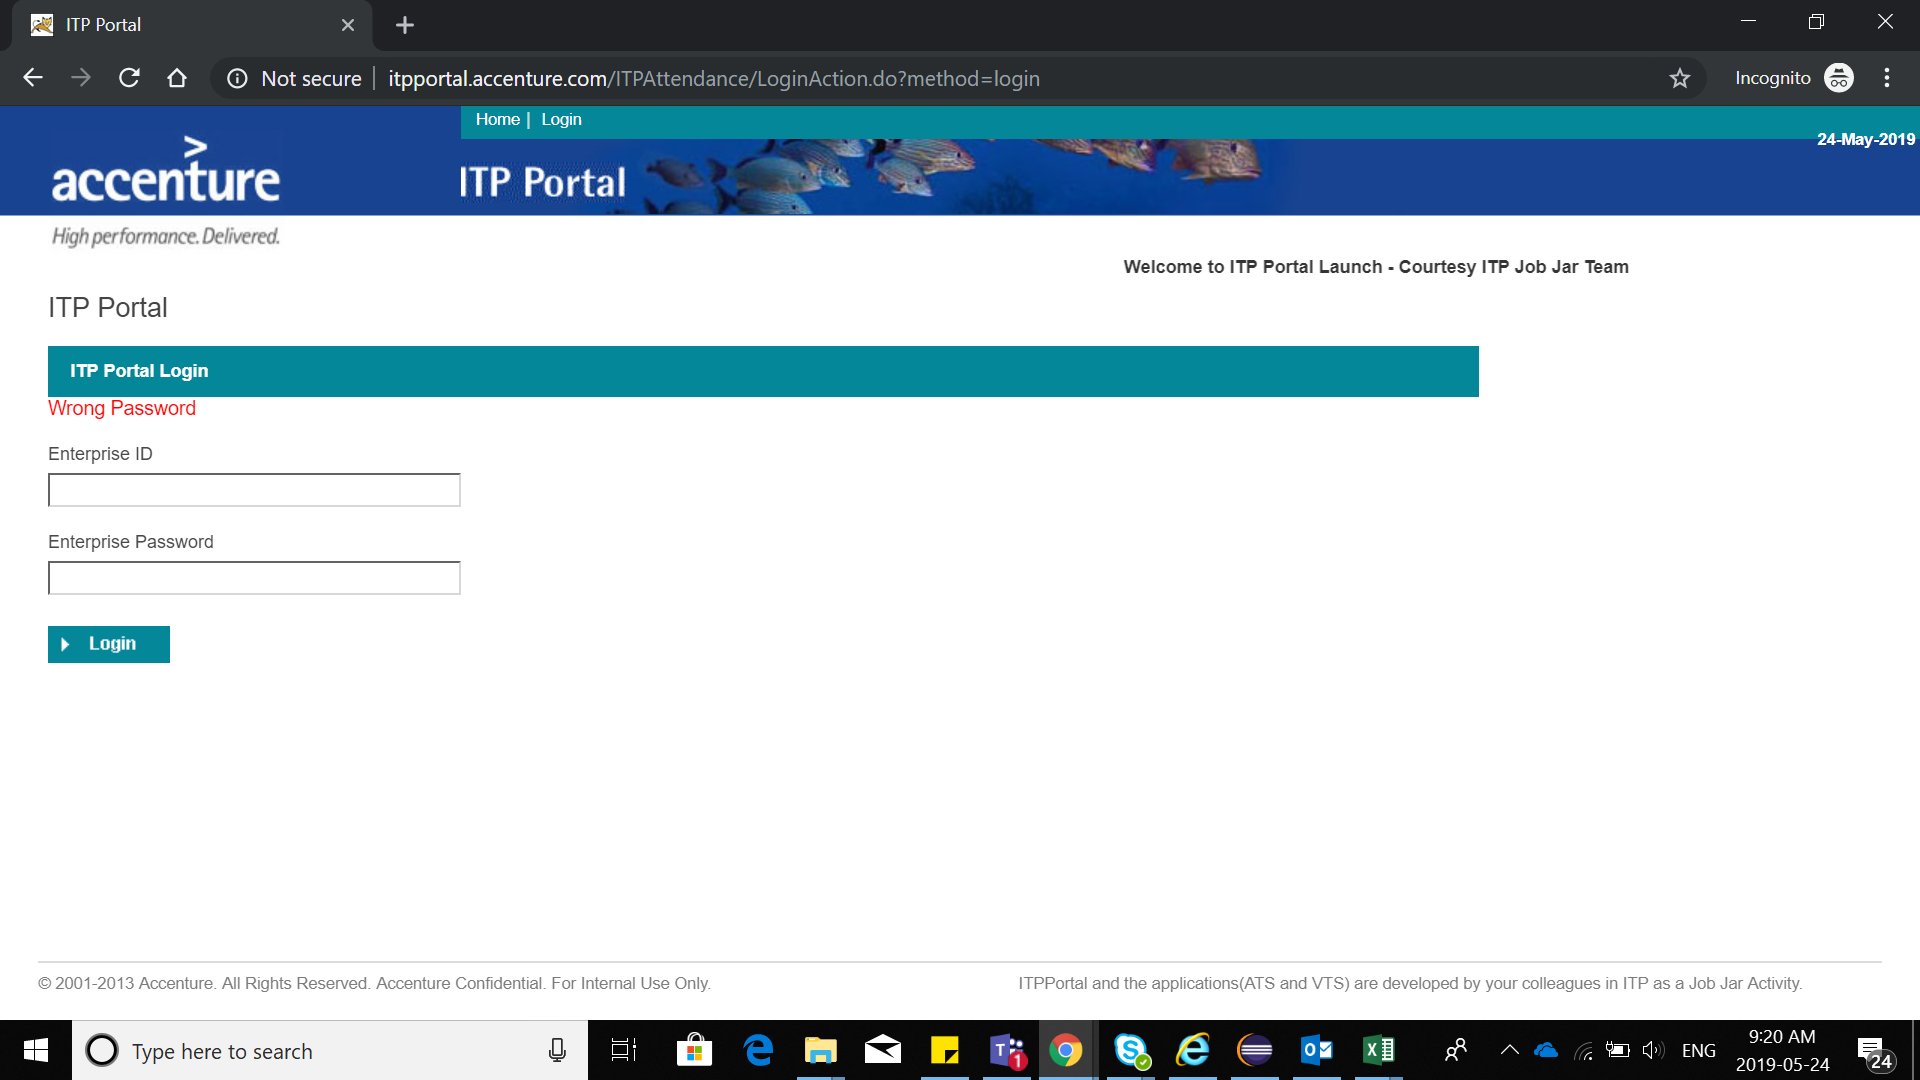 ITP Portal
Not secure
itpportal.accenture.com/ITPAttendance/LoginAction.do?method=login
Incognito
Home | Login
24-May-2019
accenture
ITP Portal
High performance. Delivered.
Welcome to ITP Portal Launch - Courtesy ITP Job Jar Team
ITP Portal
ITP Portal Login
Wrong Password
Enterprise ID
Enterprise Password
Login
© 2001-2013 Accenture. All Rights Reserved. Accenture Confidential. For Internal Use Only.
ITPPortal and the applications(ATS and VTS) are developed by your colleagues in ITP as a Job Jar Activity.
Type here to search
1
ENG
9:20 AM
2019-05-24
24